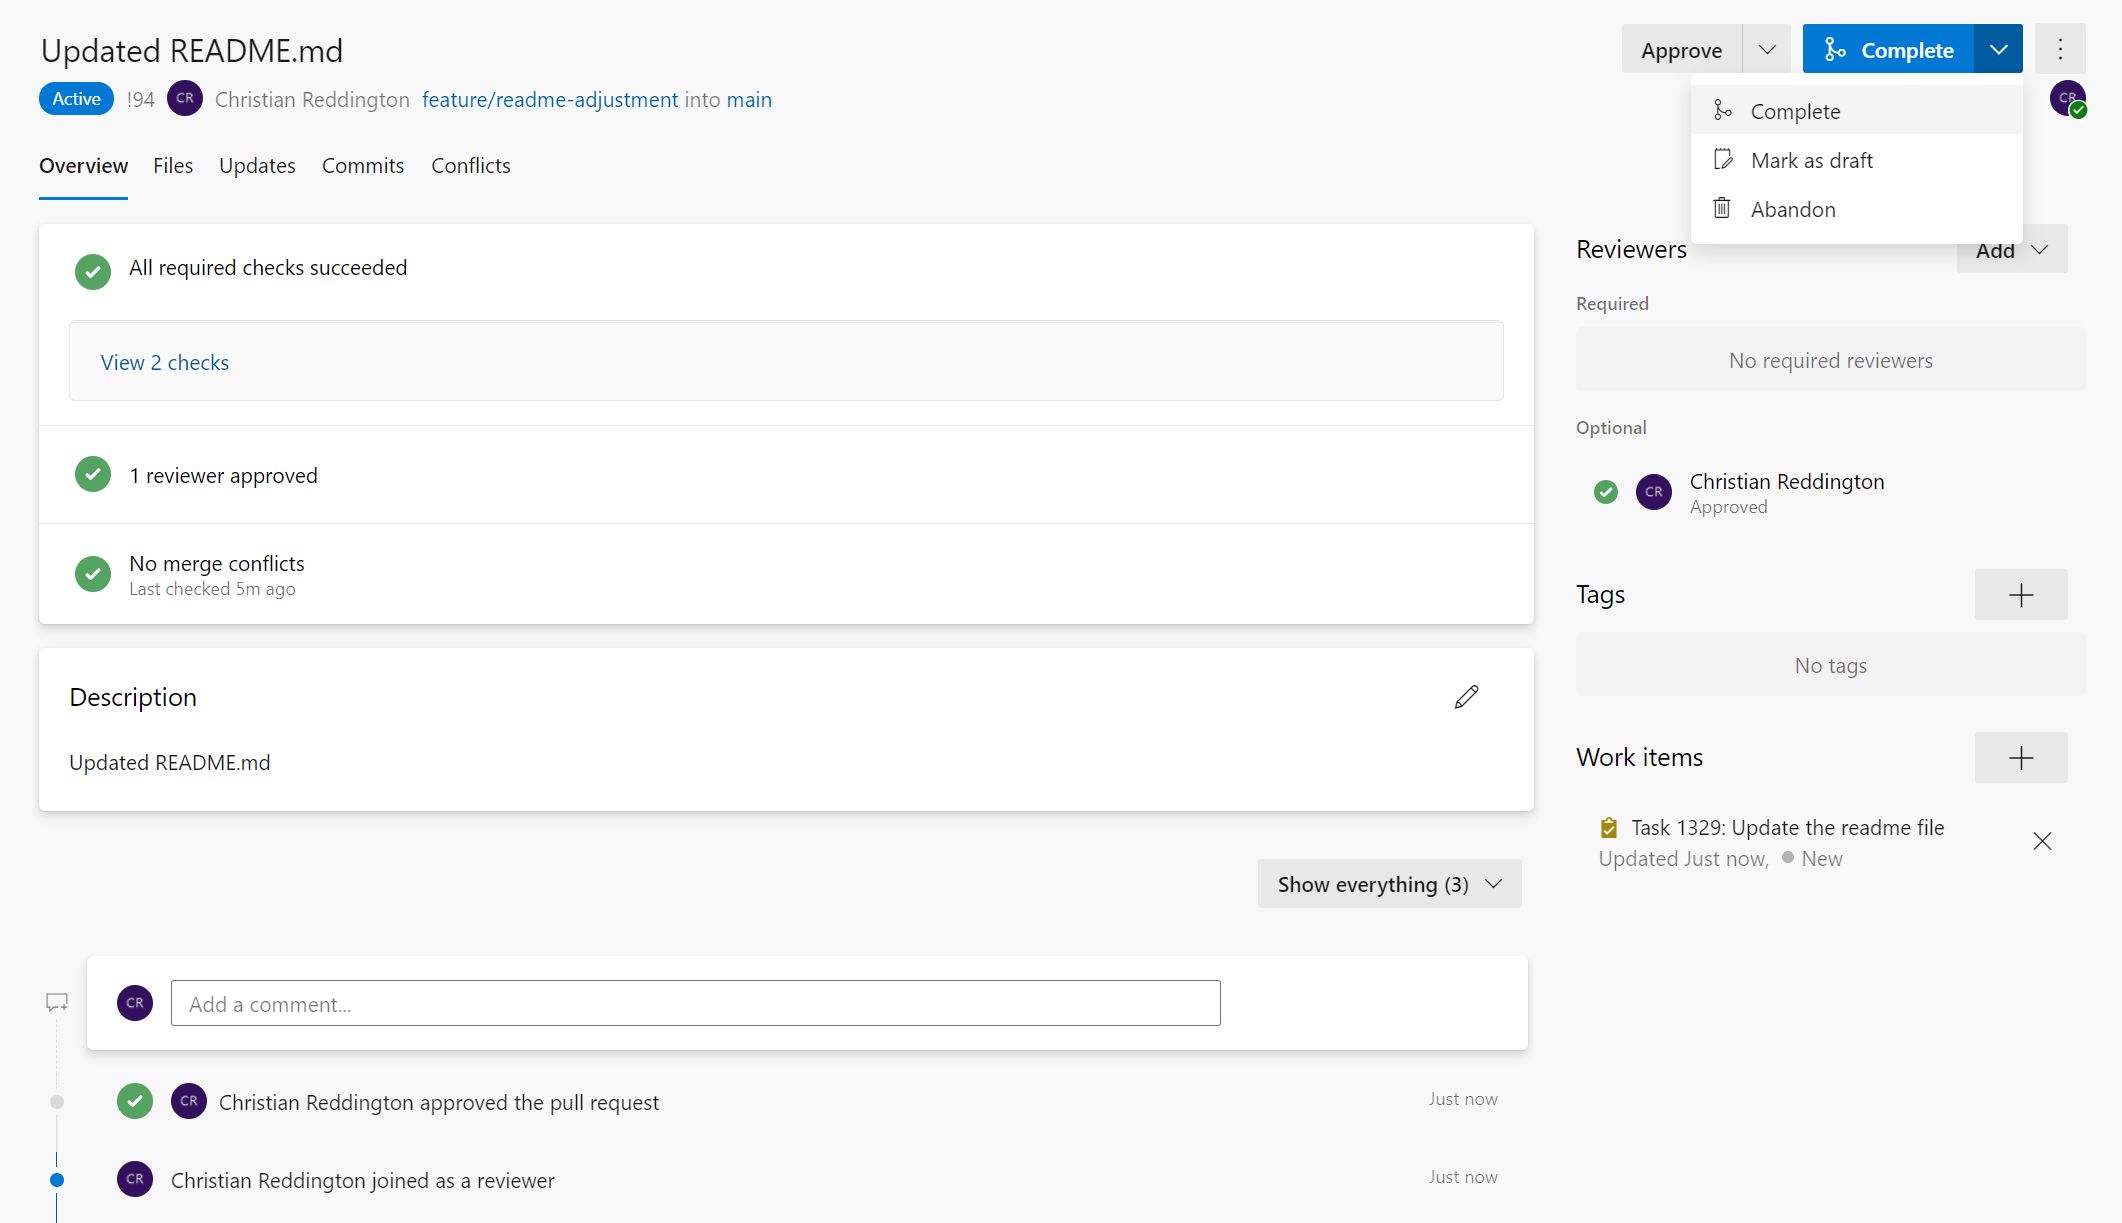 Updated README.md
Approve
Complete
Active !94 CR Christian Reddington feature/readme-adjustment into main
CR
Complete
Mark as draft
Abandon
Overview Files Updates Commits Conflicts
All required checks succeeded
View 2 checks
1 reviewer approved
No merge conflicts
Last checked 5m ago
Description
Updated README.md
Show everything (3)
CR Add a comment...
CR Christian Reddington approved the pull request Just now
CR Christian Reddington joined as a reviewer Just now
Reviewers Add
Required
No required reviewers
Optional
CR Christian Reddington
Approved
Tags
No tags
Work items
Task 1329: Update the readme file
Updated Just now, New